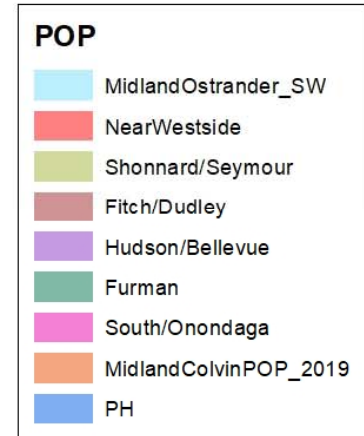 POP
MidlandOstrander_SW
NearWestside
Shonnard/Seymour
Fitch/Dudley
Hudson/Bellevue
Furman
South/Onondaga
MidlandColvinPOP_2019
PH